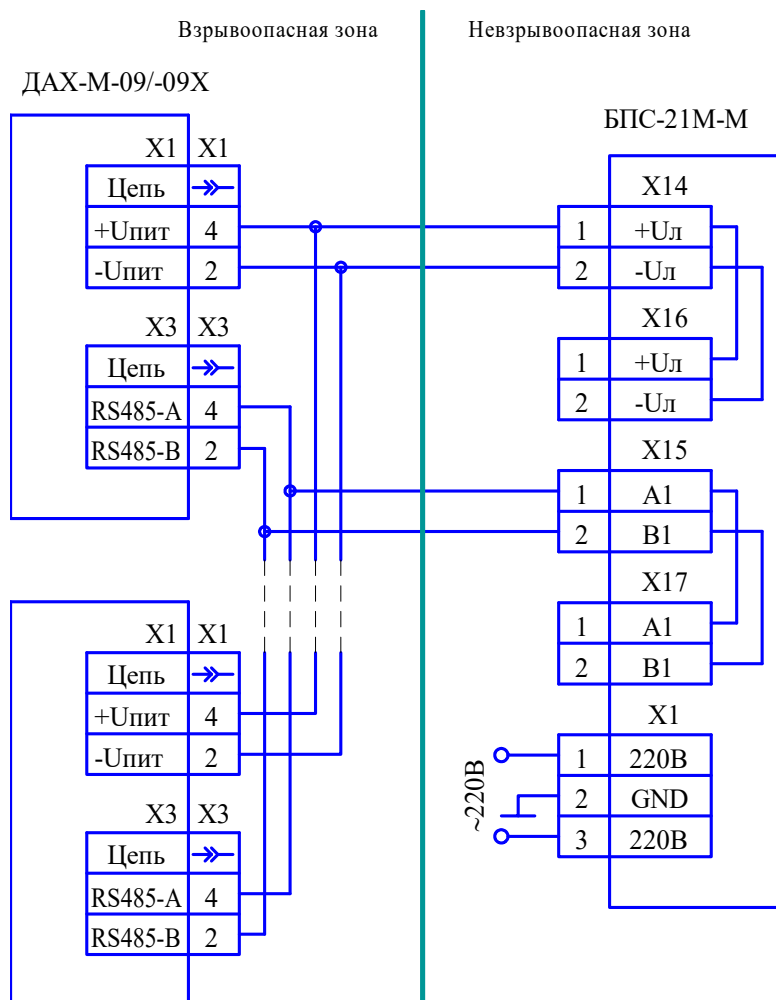 Взрывоопасная зона
Невзрывоопасная зона
ДАХ-М-09/-09Х
X1 X1
Цепь
+Uпит 4
-Uпит 2
X3 X3
Цепь
RS485-A 4
RS485-B 2
X1 X1
Цепь
+Uпит 4
-Uпит 2
X3 X3
Цепь
RS485-A 4
RS485-B 2
БПС-21М-М
X14
1 +Uл
2 -Uл
X16
1 +Uл
2 -Uл
X15
1 A1
2 B1
X17
1 A1
2 B1
X1
~220В
1 220В
2 GND
3 220В